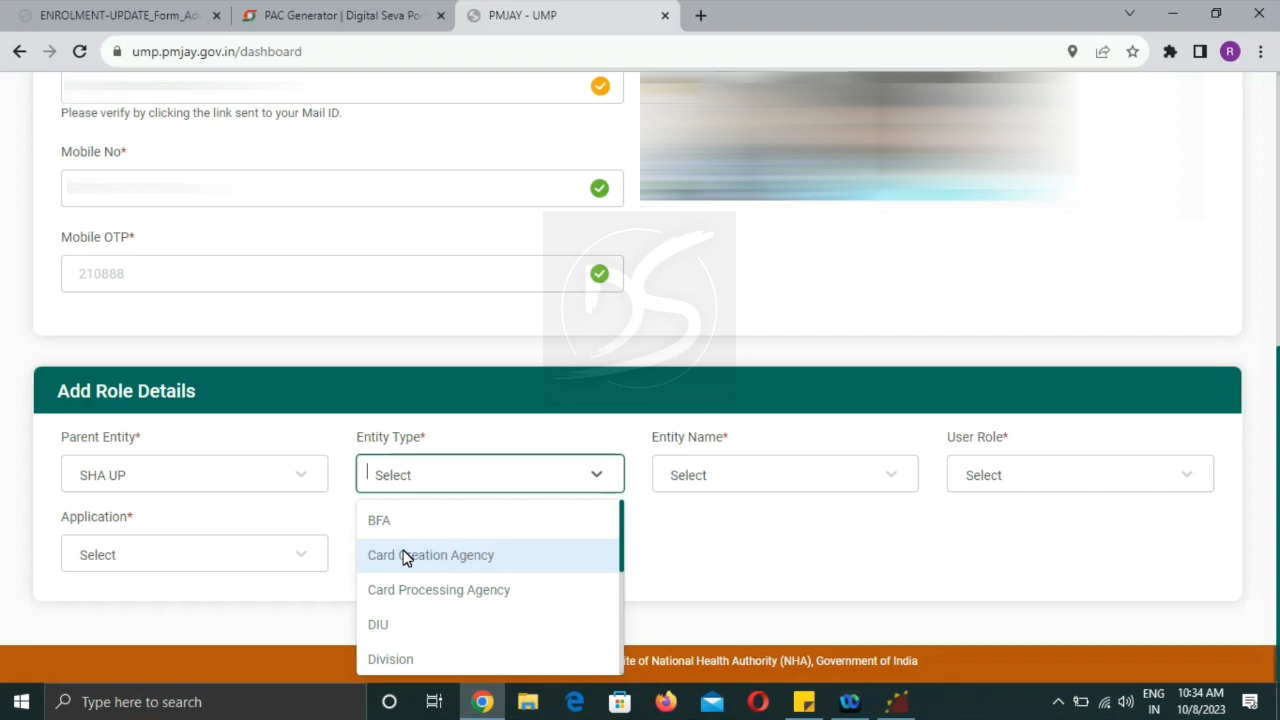 ENROLMENT-UPDATE_Form_Ad
PAC Generator | Digital Seva Po
PMJAY - UMP
ump.pmjay.gov.in/dashboard
R
Please verify by clicking the link sent to your Mail ID.
Mobile No*
Mobile OTP*
210888
DS
Add Role Details
Parent Entity*
Entity Type*
Entity Name*
User Role*
SHA UP
Select
Select
Select
Application*
Select
BFA
Card Creation Agency
Card Processing Agency
DIU
Division
ite of National Health Authority (NHA), Government of India
Type here to search
ENG
IN
10:34 AM
10/8/2023